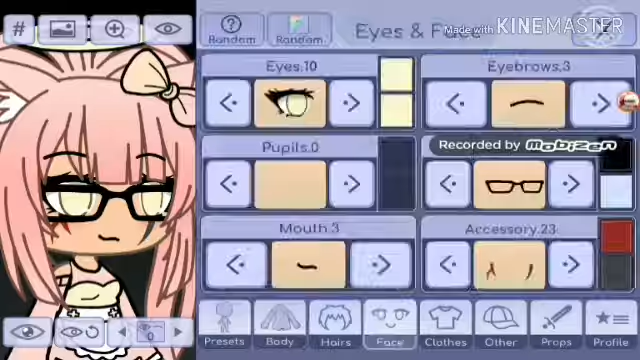 #
Made with KINEMASTER
Random
Random
Eyes & Face
Eyes.10
Eyebrows.3
Pupils.0
Recorded by Mobizen
Mouth.3
Accessory.23
0
Presets
Body
Hairs
Face
Clothes
Other
Props
Profile